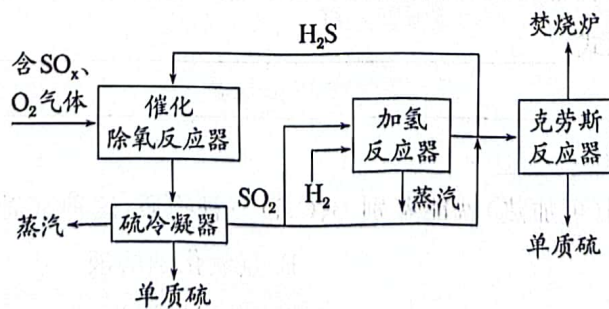 H₂S
焚烧炉
含SOₓ、
O₂气体
催化
除氧反应器
加氢
反应器
克劳斯
反应器
SO₂
H₂
蒸汽
蒸汽
硫冷凝器
单质硫
单质硫